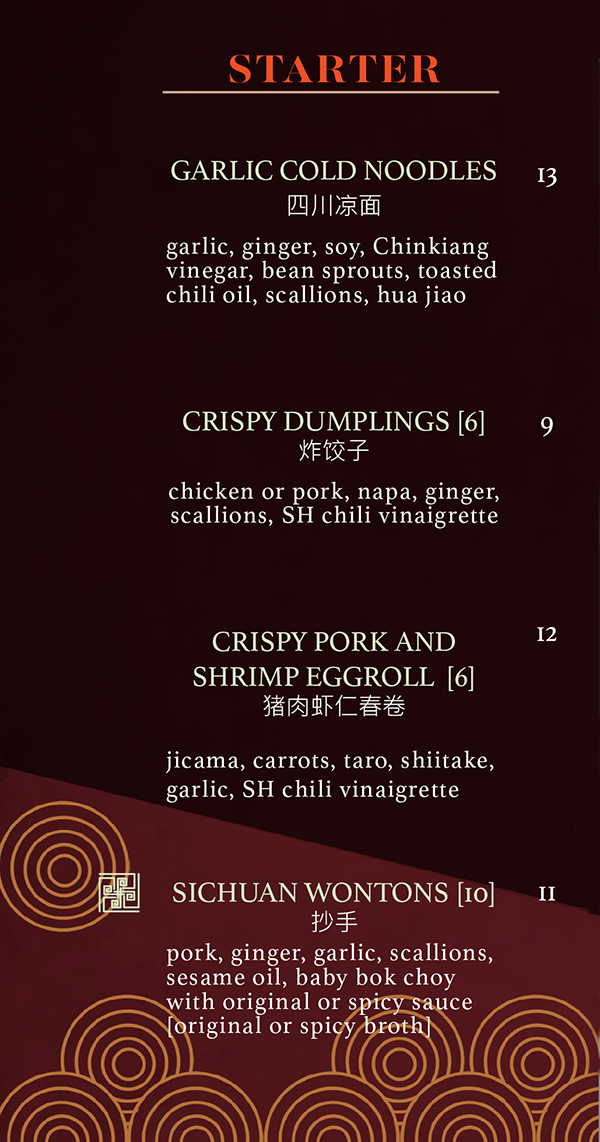 STARTER
GARLIC COLD NOODLES 13
四川凉面
garlic, ginger, soy, Chinkiang
vinegar, bean sprouts, toasted
chili oil, scallions, hua jiao
CRISPY DUMPLINGS [6] 9
炸饺子
chicken or pork, napa, ginger,
scallions, SH chili vinaigrette
CRISPY PORK AND 12
SHRIMP EGGROLL [6]
猪肉虾仁春卷
jicama, carrots, taro, shiitake,
garlic, SH chili vinaigrette
SICHUAN WONTONS [10] 11
抄手
pork, ginger, garlic, scallions,
sesame oil, baby bok choy
with original or spicy sauce
[original or spicy broth]